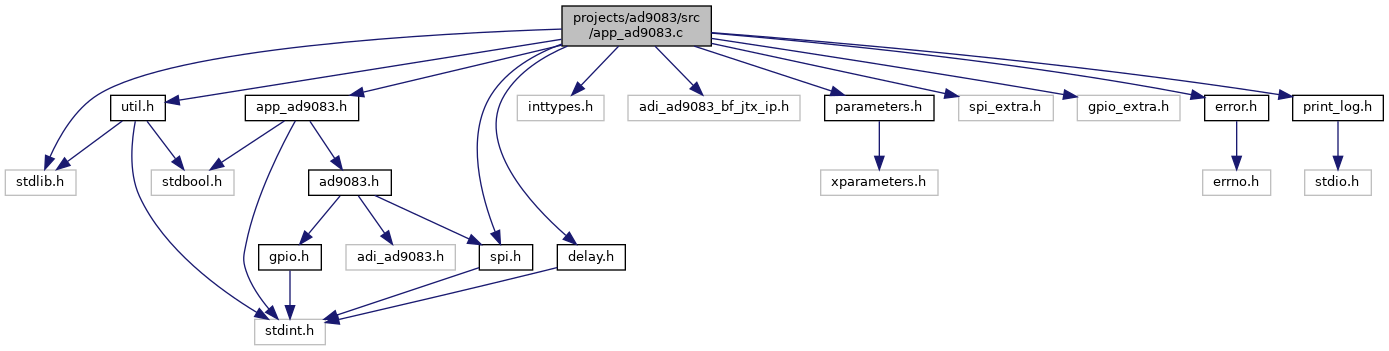 projects/ad9083/src
/app_ad9083.c
util.h
app_ad9083.h
inttypes.h
adi_ad9083_bf_jtx_ip.h
parameters.h
spi_extra.h
gpio_extra.h
error.h
print_log.h
stdlib.h
stdbool.h
ad9083.h
xparameters.h
errno.h
stdio.h
gpio.h
adi_ad9083.h
spi.h
delay.h
stdint.h